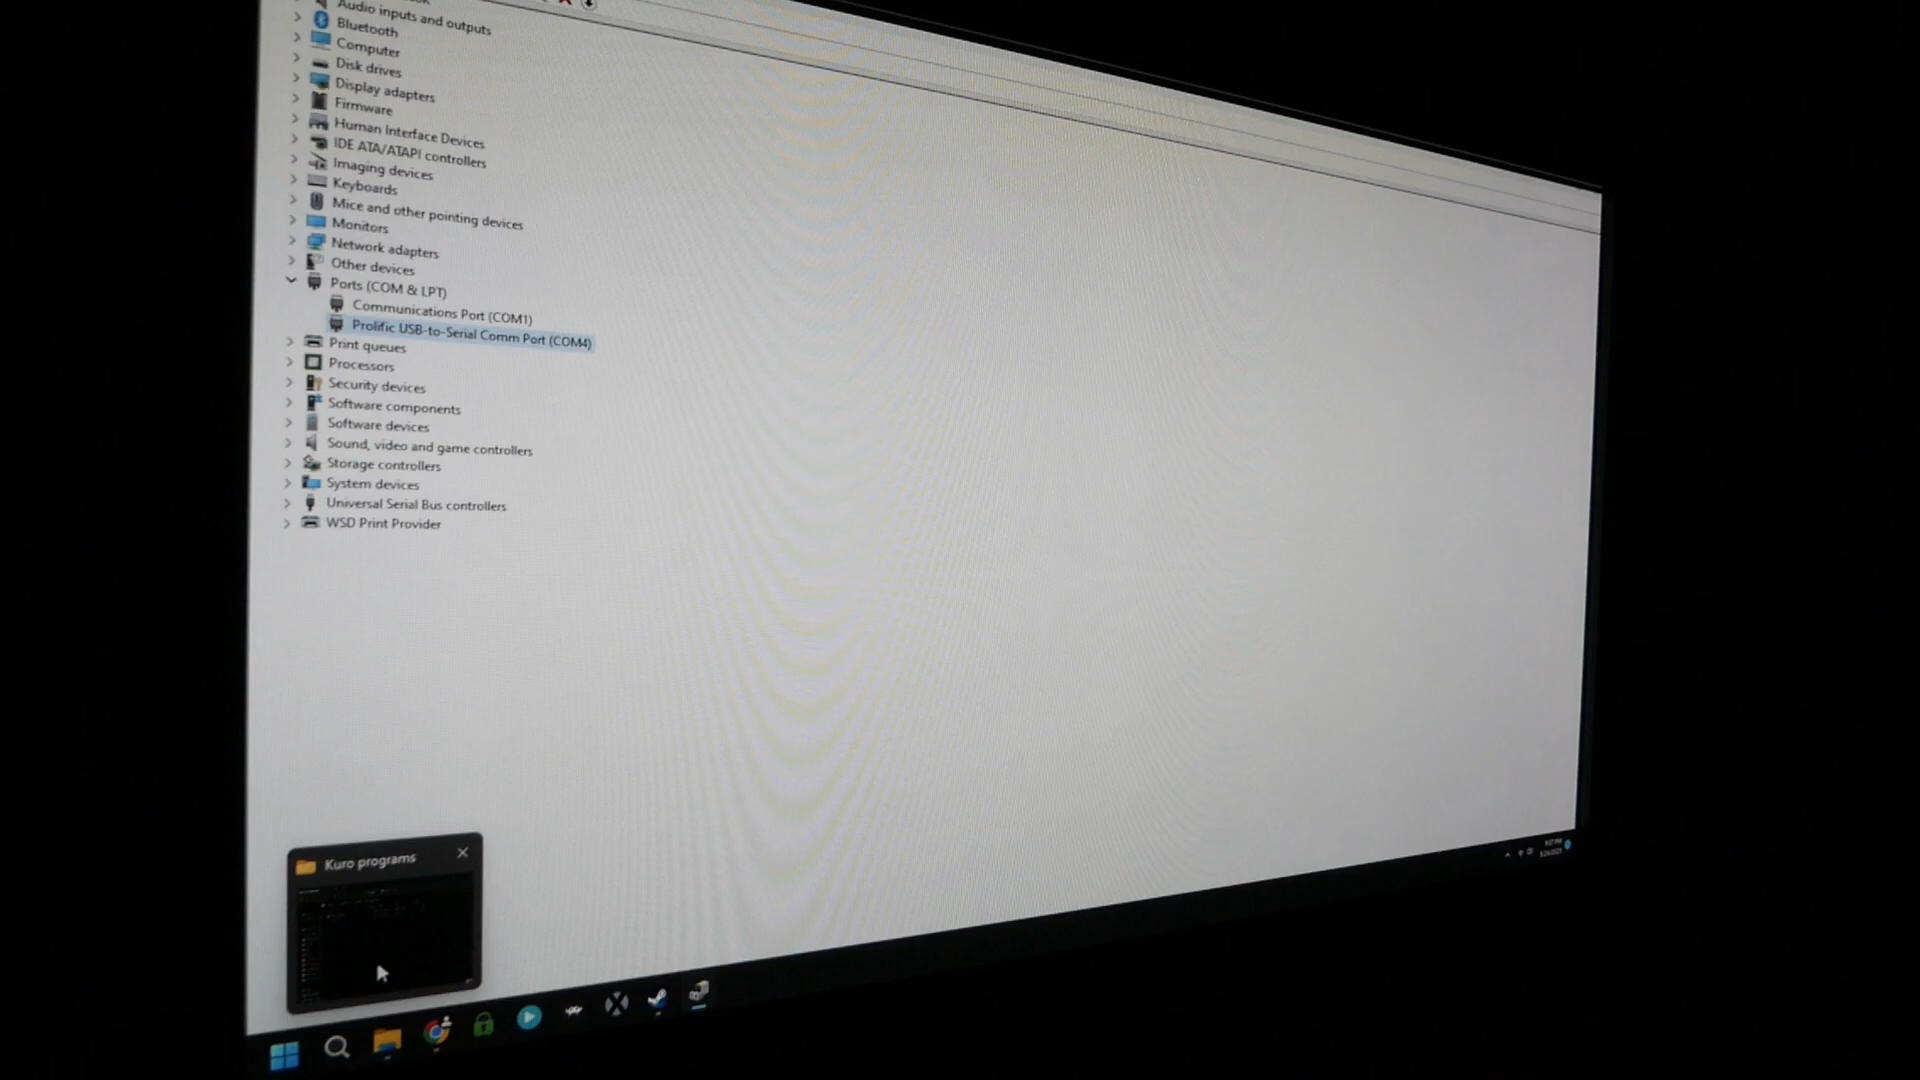 Audio inputs and outputs
Bluetooth
Computer
Disk drives
Display adapters
Firmware
Human Interface Devices
IDE ATA/ATAPI controllers
Imaging devices
Keyboards
Mice and other pointing devices
Monitors
Network adapters
Other devices
Ports (COM & LPT)
Communications Port (COM1)
Prolific USB-to-Serial Comm Port (COM4)
Print queues
Processors
Security devices
Software components
Software devices
Sound, video and game controllers
Storage controllers
System devices
Universal Serial Bus controllers
WSD Print Provider
Kuro programs